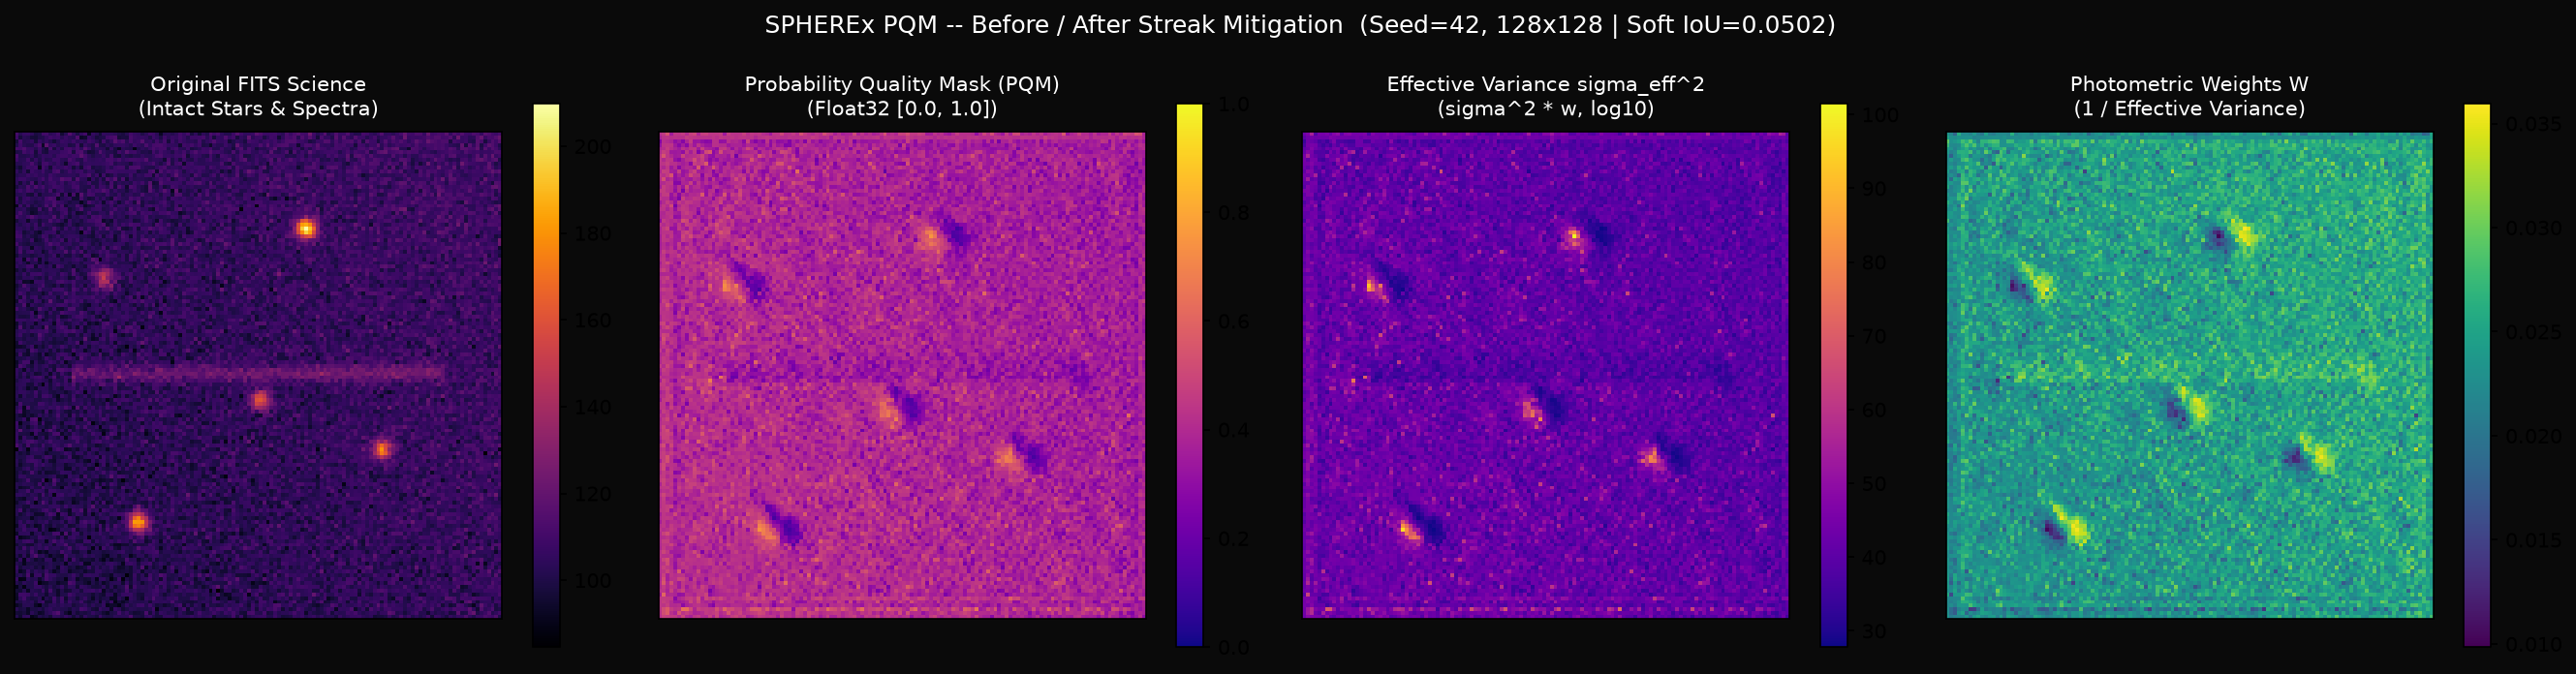 SPHEREx PQM -- Before / After Streak Mitigation  (Seed=42, 128x128 | Soft IoU=0.0502)
Original FITS Science
(Intact Stars & Spectra)
200
180
160
140
120
100
Probability Quality Mask (PQM)
(Float32 [0.0, 1.0])
1.0
0.8
0.6
0.4
0.2
0.0
Effective Variance sigma_eff^2
(sigma^2 * w, log10)
100
90
80
70
60
50
40
30
Photometric Weights W
(1 / Effective Variance)
0.035
0.030
0.025
0.020
0.015
0.010